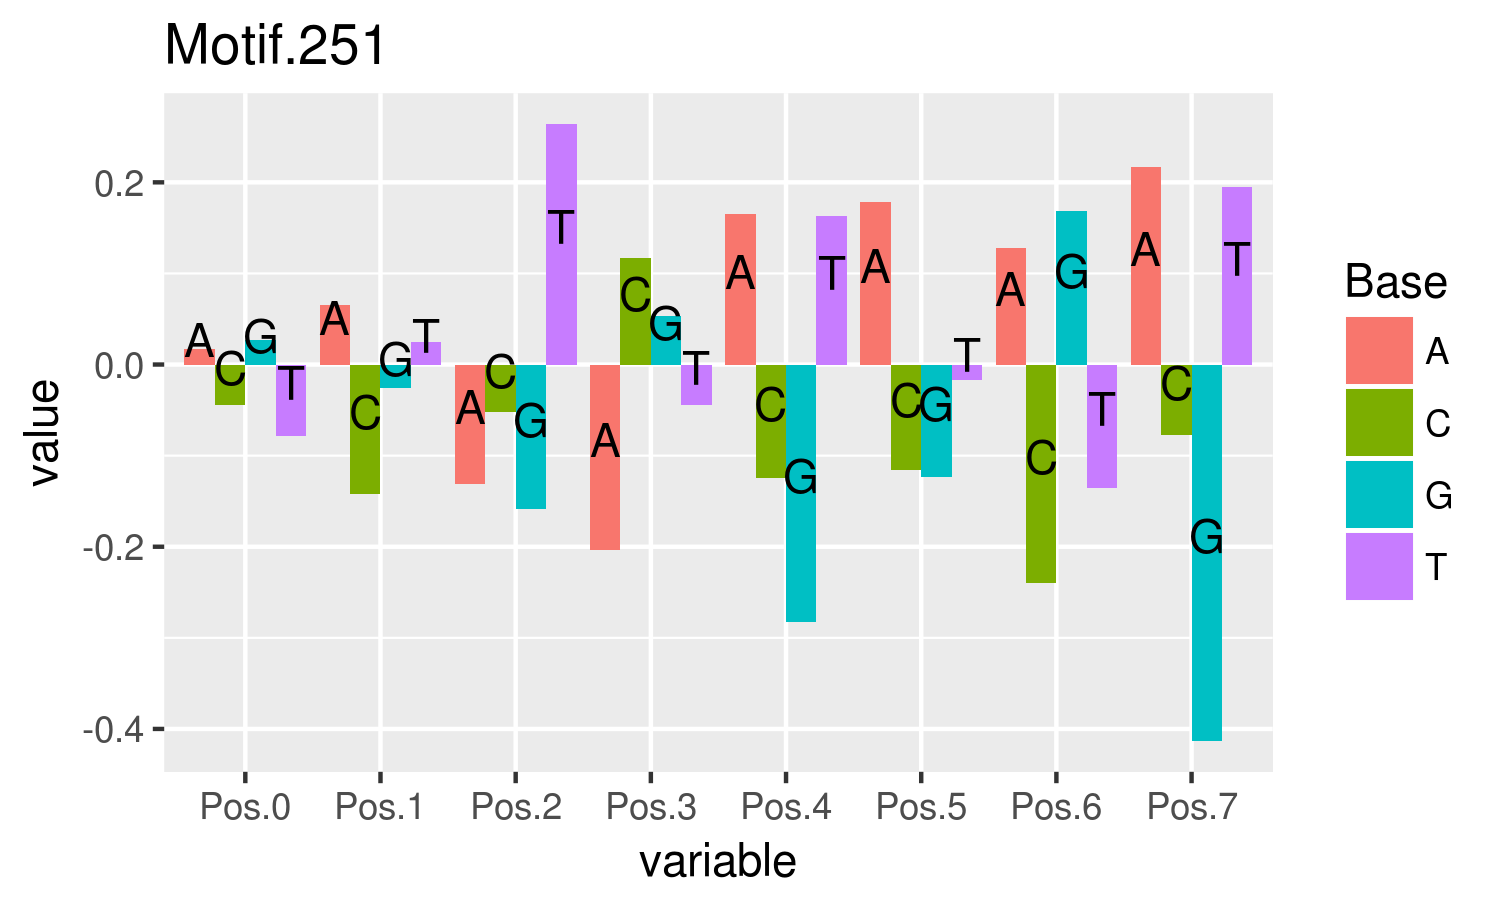 Motif.251
0.2
0.0
-0.2
-0.4
value
A C G T A C G T A C G T A C G T A C G T A C G T A C G T A C G T
Pos.0 Pos.1 Pos.2 Pos.3 Pos.4 Pos.5 Pos.6 Pos.7
variable
Base
A
C
G
T